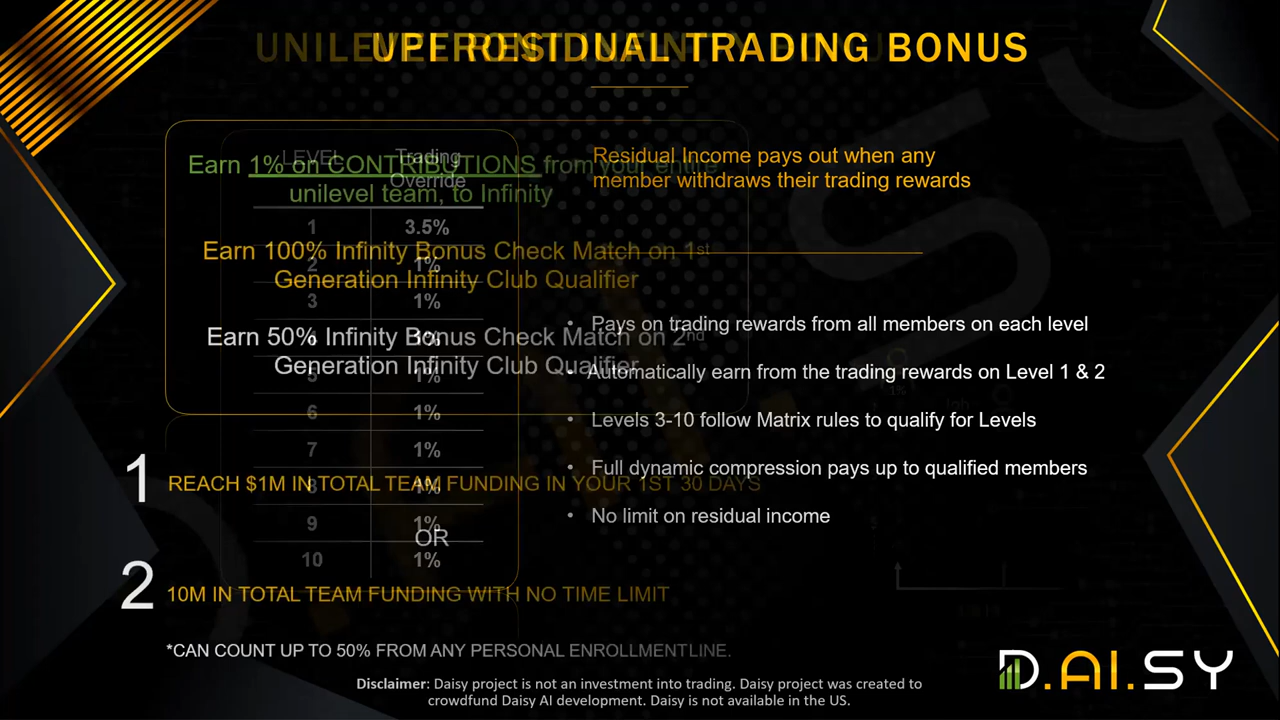 RESIDUAL TRADING BONUS
LEVEL Trading
Override
1 3.5%
2 1%
3 1%
4 1%
5 1%
6 1%
7 1%
8 1%
9 1%
10 1%
Earn 1% on CONTRIBUTIONS from your entire
unilevel team, to Infinity
Earn 100% Infinity Bonus Check Match on 1st
Generation Infinity Club Qualifier
Earn 50% Infinity Bonus Check Match on 2nd
Generation Infinity Club Qualifier
1 REACH $1M IN TOTAL TEAM FUNDING IN YOUR 1ST 30 DAYS
OR
2 10M IN TOTAL TEAM FUNDING WITH NO TIME LIMIT
*CAN COUNT UP TO 50% FROM ANY PERSONAL ENROLLMENT LINE.
Residual Income pays out when any
member withdraws their trading rewards
• Pays on trading rewards from all members on each level
• Automatically earn from the trading rewards on Level 1 & 2
• Levels 3-10 follow Matrix rules to qualify for Levels
• Full dynamic compression pays up to qualified members
• No limit on residual income
Disclaimer: Daisy project is not an investment into trading. Daisy project was created to
crowdfund Daisy AI development. Daisy is not available in the US.
D.AI.SY